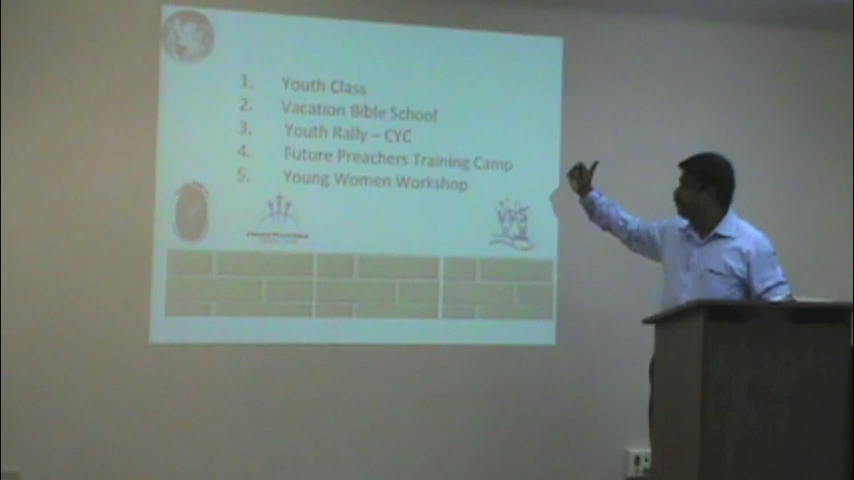 1. Youth Class
2. Vacation Bible School
3. Youth Rally – CYC
4. Future Preachers Training Camp
5. Young Women Workshop
VBS